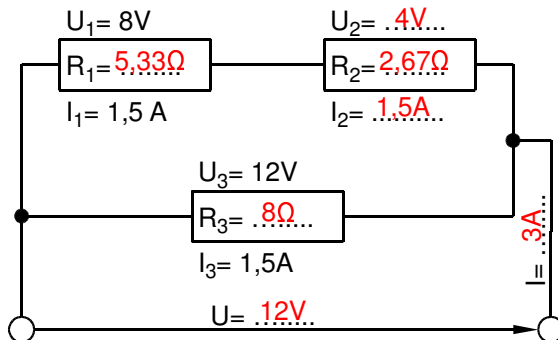 U1= 8V
U2= 4V
R1= 5,33Ω
R2= 2,67Ω
I1= 1,5 A
I2= 1,5A
U3= 12V
R3= 8Ω
I3= 1,5A
I= 3A
U= 12V